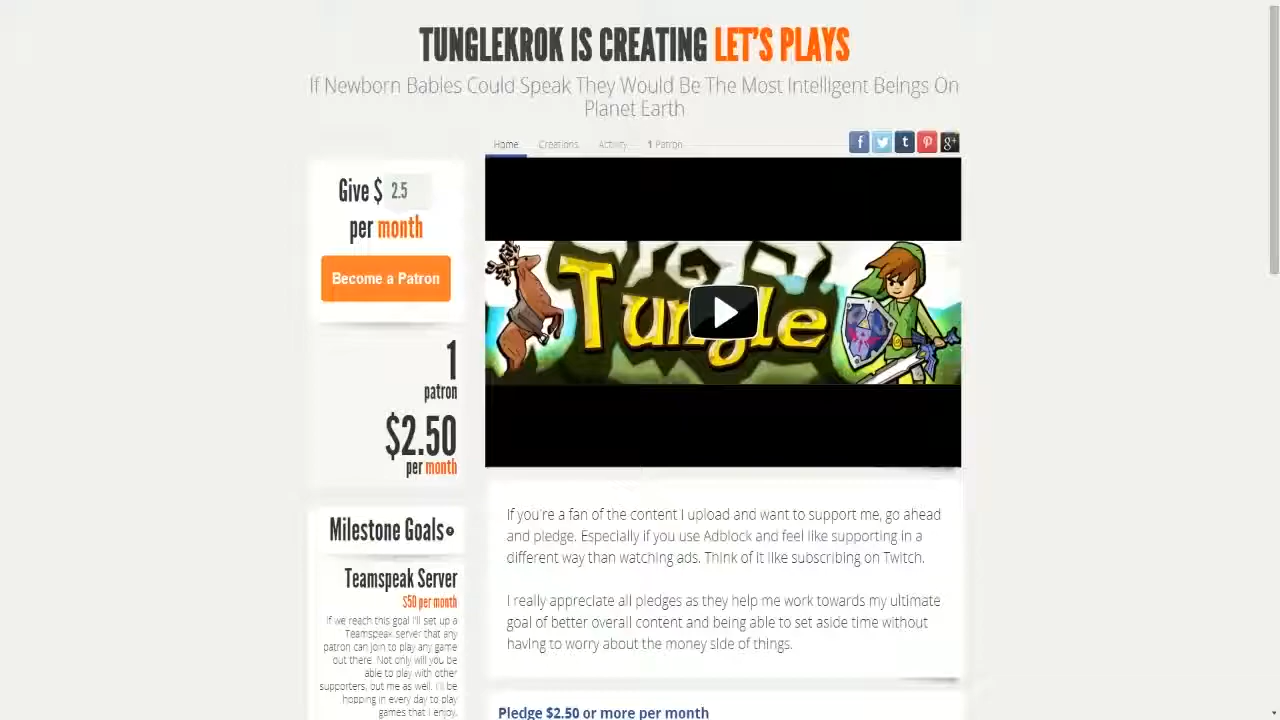 TUNGLEKROK IS CREATING LET'S PLAYS
If Newborn Babies Could Speak They Would Be The Most Intelligent Beings On
Planet Earth
Home Creations Activity 1 Patron
f t p g+
Give $ 2.5
per month
Become a Patron
1
patron
$2.50
per month
Milestone Goals
Teamspeak Server
$50 per month
If we reach this goal I'll set up a
Teamspeak server that any
patron can join to play any game
out there. Not only will you be
able to play with other
supporters, but me as well. I'll be
hopping in every day to play
games that I enjoy.
Tungle
If you're a fan of the content I upload and want to support me, go ahead
and pledge. Especially if you use Adblock and feel like supporting in a
different way than watching ads. Think of it like subscribing on Twitch.
I really appreciate all pledges as they help me work towards my ultimate
goal of better overall content and being able to set aside time without
having to worry about the money side of things.
Pledge $2.50 or more per month